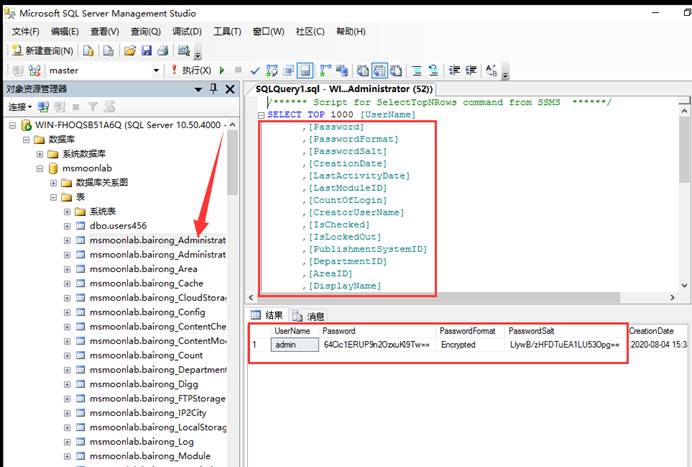 Microsoft SQL Server Management Studio
文件(F) 编辑(E) 查看(V) 查询(Q) 调试(D) 工具(T) 窗口(W) 社区(C) 帮助(H)
新建查询(N)
master 执行(X)
对象资源管理器
连接
WIN-FHOQSB51A6Q (SQL Server 10.50.4000 -
数据库
系统数据库
msmoonlab
数据库关系图
表
系统表
dbo.users456
msmoonlab.bairong_Administrat
msmoonlab.bairong_Administrat
msmoonlab.bairong_Area
msmoonlab.bairong_Cache
msmoonlab.bairong_CloudStorag
msmoonlab.bairong_Config
msmoonlab.bairong_ContentChe
msmoonlab.bairong_ContentMo
msmoonlab.bairong_Count
msmoonlab.bairong_Department
msmoonlab.bairong_Digg
msmoonlab.bairong_FTPStorage
msmoonlab.bairong_IP2City
msmoonlab.bairong_LocalStorag
msmoonlab.bairong_Log
msmoonlab.bairong_Module
SQLQuery1.sql - WI...Administrator (52))
/****** Script for SelectTopNRows command from SSMS ******/
SELECT TOP 1000 [UserName]
,[Password]
,[PasswordFormat]
,[PasswordSalt]
,[CreationDate]
,[LastActivityDate]
,[LastModuleID]
,[CountOfLogin]
,[CreatorUserName]
,[IsChecked]
,[IsLockedOut]
,[PublishmentSystemID]
,[DepartmentID]
,[AreaID]
,[DisplayName]
结果 消息
UserName Password PasswordFormat PasswordSalt CreationDate
1 admin 64Cic1ERUP9n2OzxuKl9Tw== Encrypted LlywB/zHFDTuEA1LU53Opg== 2020-08-04 15:3